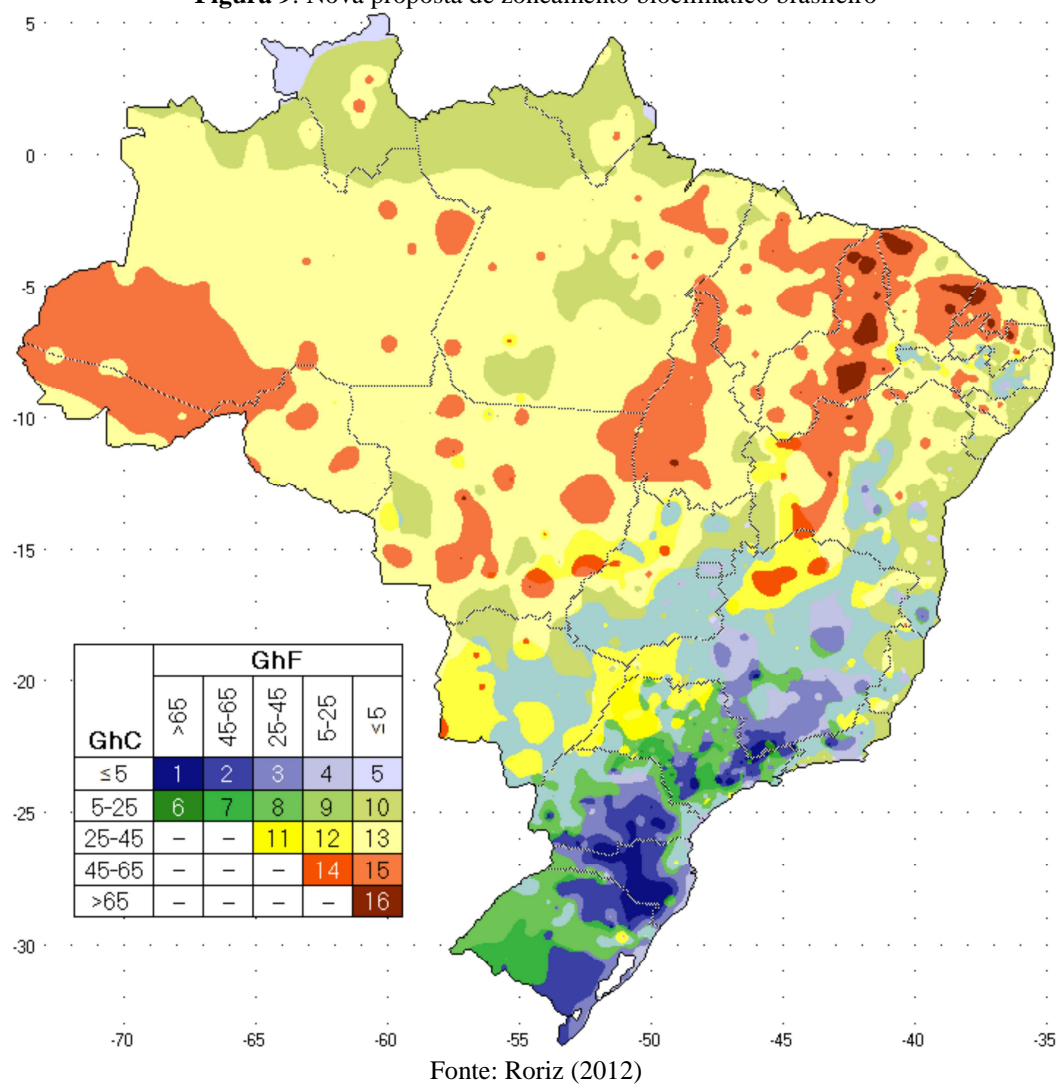 Figura 9: Nova proposta de zoneamento bioclimático brasileiro
5
0
-5
-10
-15
-20
-25
-30
GhF
GhC >65 45-65 25-45 5-25 ≤5
≤5 1 2 3 4 5
5-25 6 7 8 9 10
25-45 – – 11 12 13
45-65 – – – 14 15
>65 – – – – 16
-70 -65 -60 -55 -50 -45 -40 -35
Fonte: Roriz (2012)